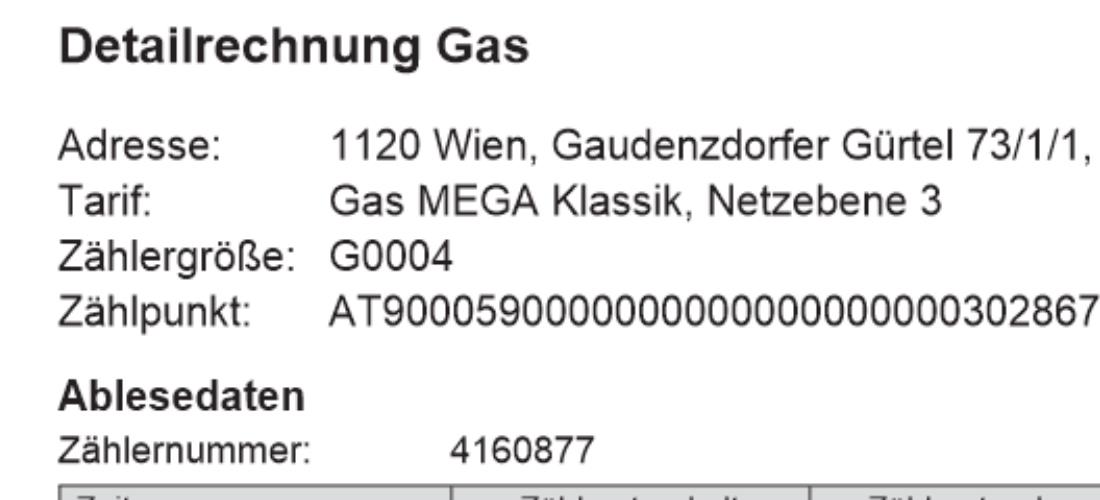 Detailrechnung Gas
Adresse: 1120 Wien, Gaudenzdorfer Gürtel 73/1/1,
Tarif: Gas MEGA Klassik, Netzebene 3
Zählergröße: G0004
Zählpunkt: AT9000590000000000000000000302867
Ablesedaten
Zählernummer: 4160877